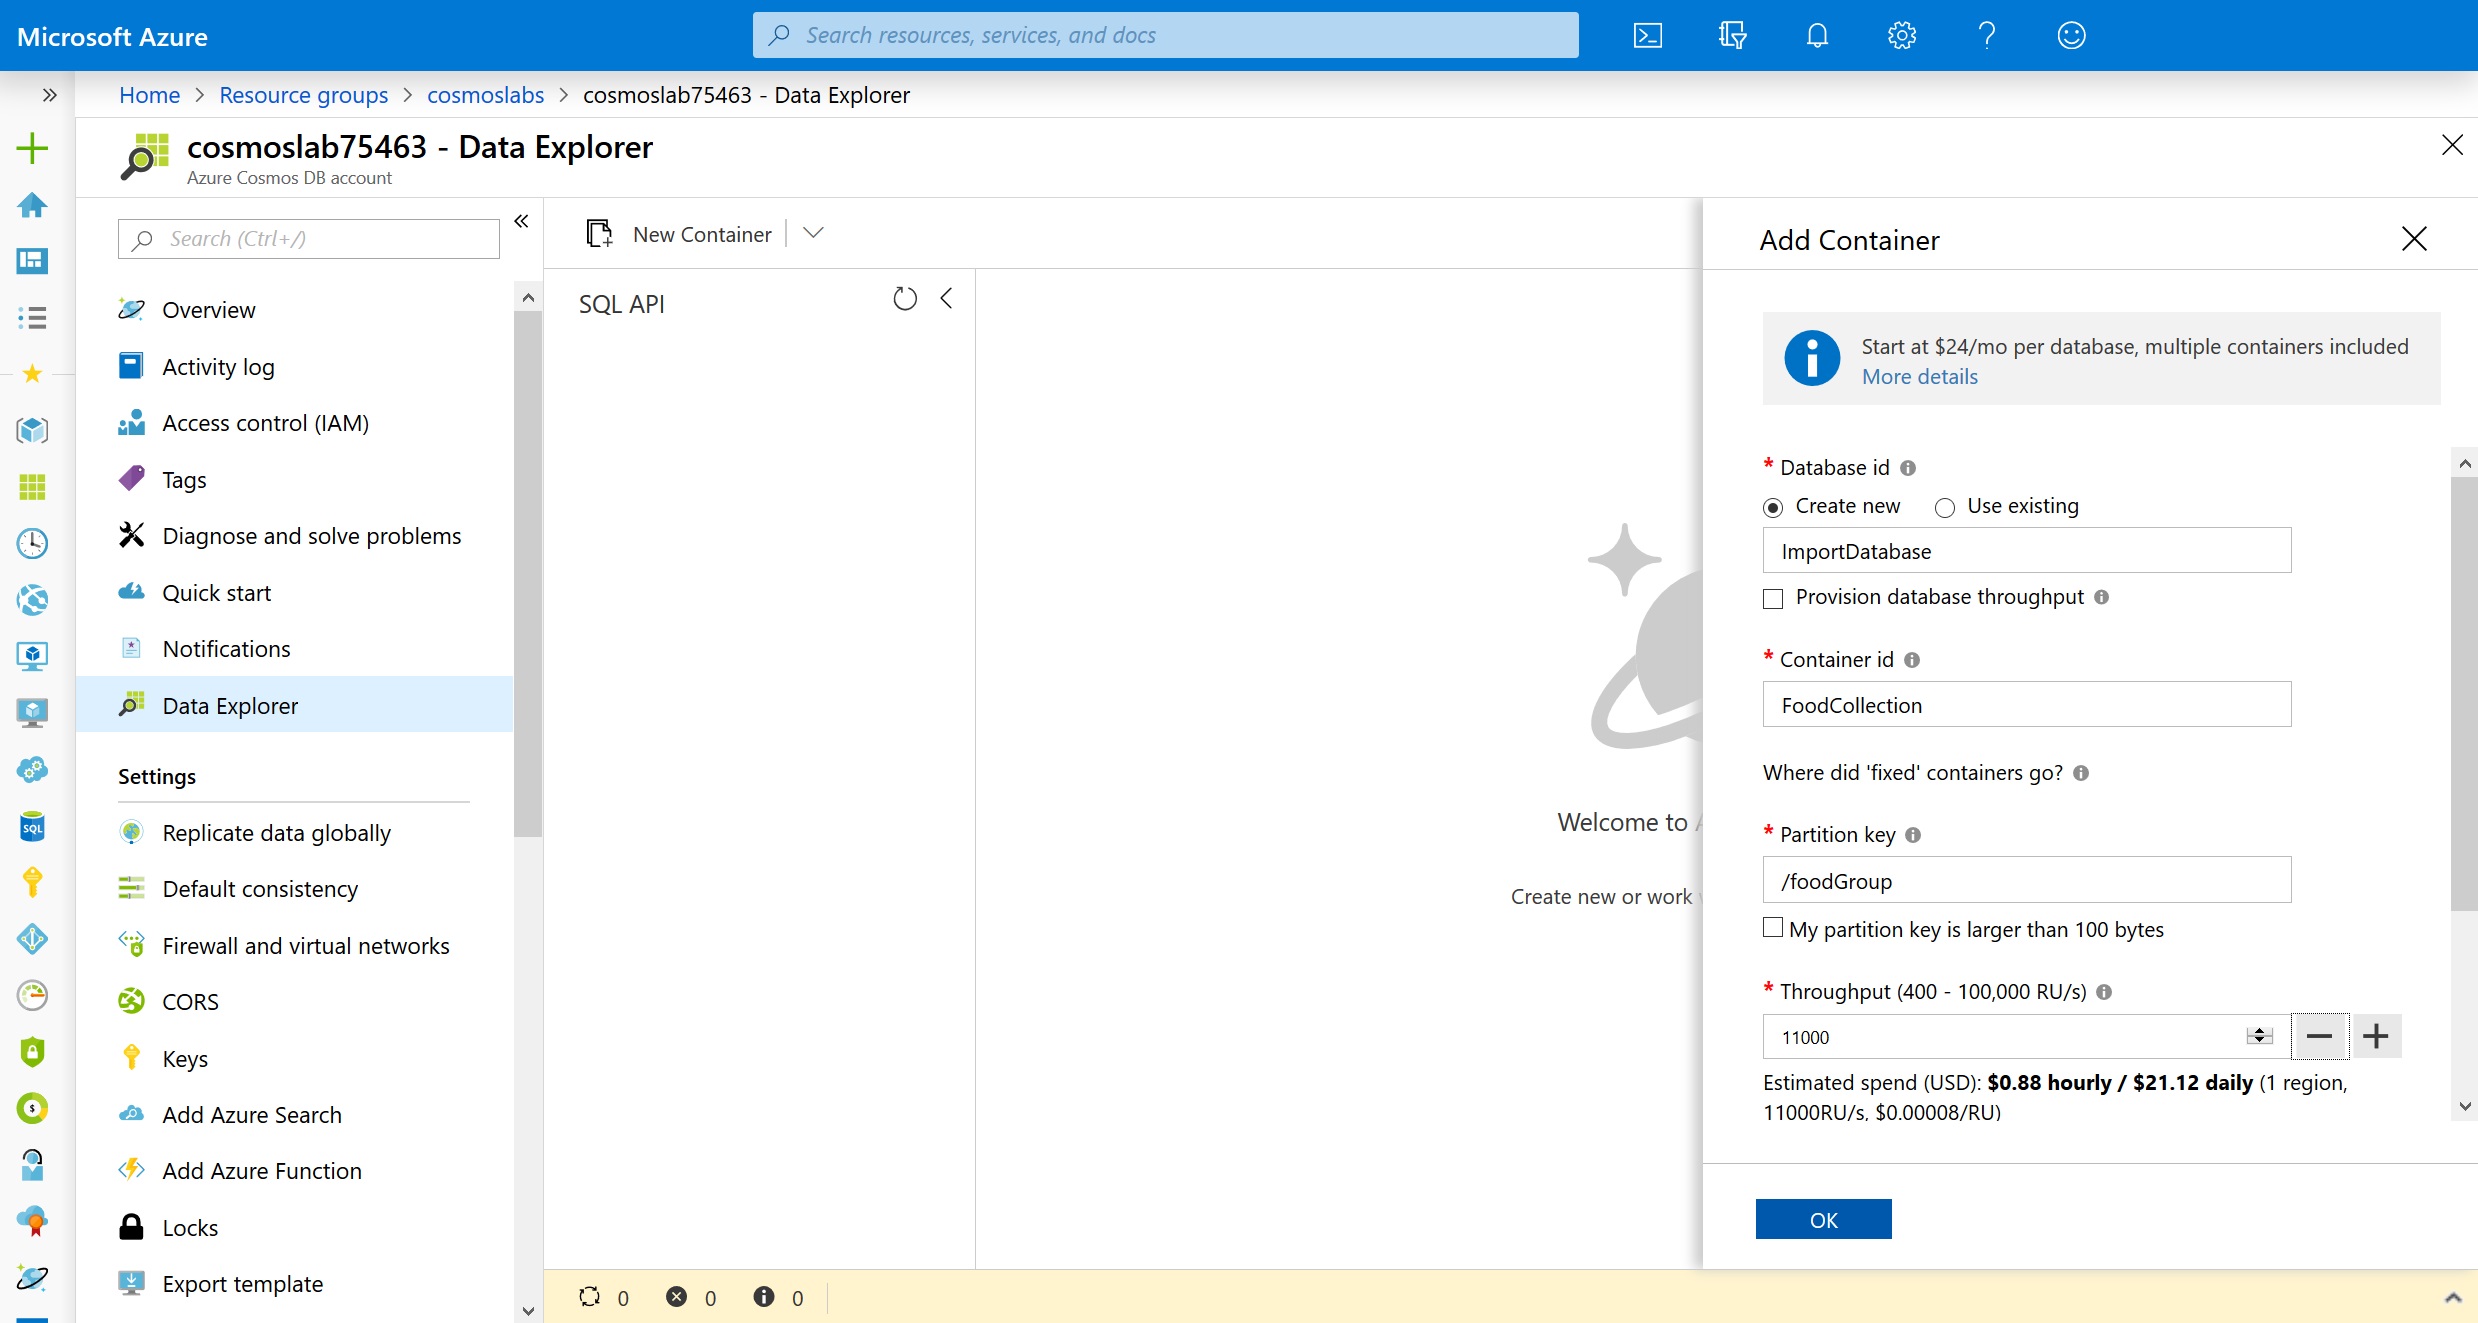 Microsoft Azure
Search resources, services, and docs
Home > Resource groups > cosmoslabs > cosmoslab75463 - Data Explorer
cosmoslab75463 - Data Explorer
Azure Cosmos DB account
Search (Ctrl+/)
Overview
Activity log
Access control (IAM)
Tags
Diagnose and solve problems
Quick start
Notifications
Data Explorer
Settings
Replicate data globally
Default consistency
Firewall and virtual networks
CORS
Keys
Add Azure Search
Add Azure Function
Locks
Export template
SQL
New Container
SQL API
Welcome to
Create new or work
0 0 0
Add Container
Start at $24/mo per database, multiple containers included
More details
* Database id
Create new Use existing
ImportDatabase
Provision database throughput
* Container id
FoodCollection
Where did 'fixed' containers go?
* Partition key
/foodGroup
My partition key is larger than 100 bytes
* Throughput (400 - 100,000 RU/s)
11000
Estimated spend (USD): $0.88 hourly / $21.12 daily (1 region,
11000RU/s, $0.00008/RU)
OK